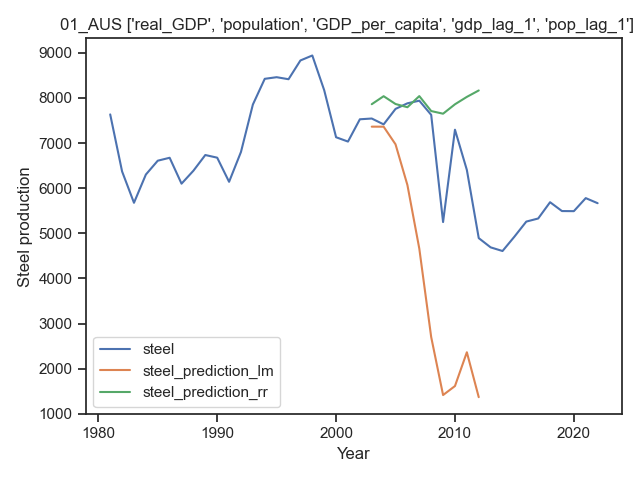 01_AUS ['real_GDP', 'population', 'GDP_per_capita', 'gdp_lag_1', 'pop_lag_1']
9000
8000
7000
6000
5000
4000
3000
2000
1000
Steel production
steel
steel_prediction_lm
steel_prediction_rr
1980
1990
2000
2010
2020
Year